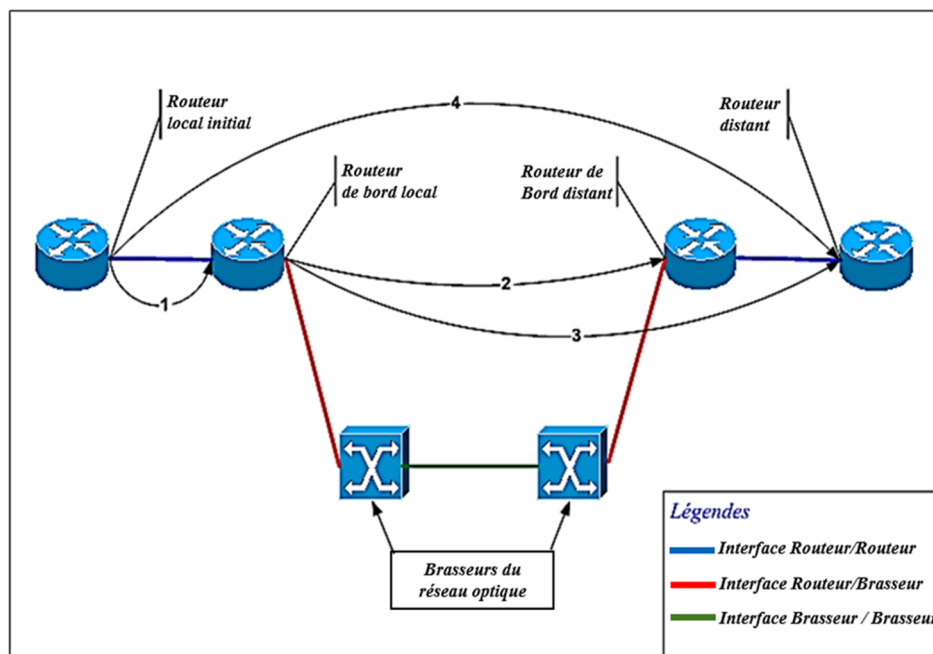 Routeur
local initial
4
Routeur
distant
Routeur
de bord local
Routeur de
Bord distant
1
2
3
Brasseurs du
réseau optique
Légendes
Interface Routeur/Routeur
Interface Routeur/Brasseur
Interface Brasseur / Brasseur